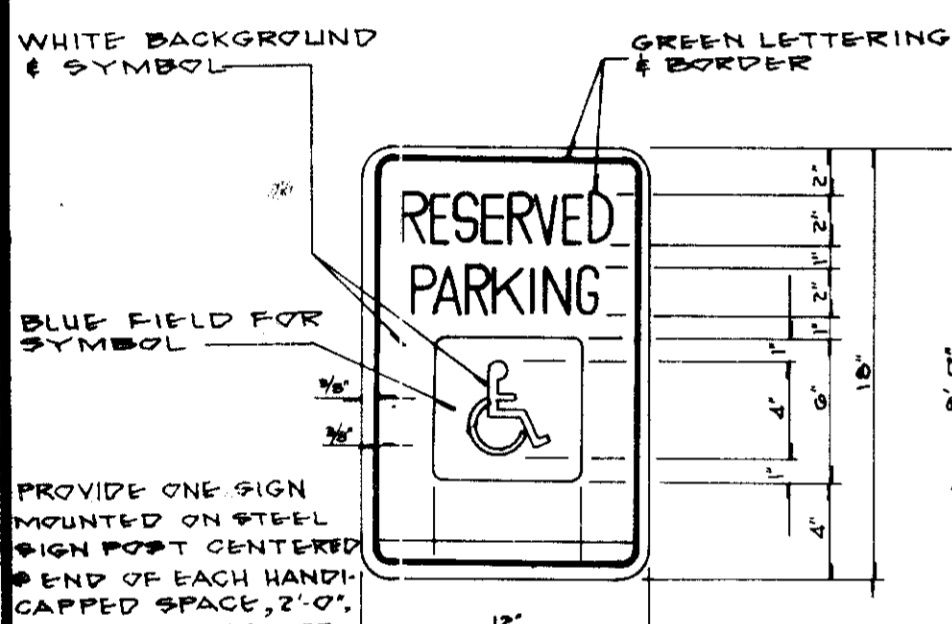 WHITE BACKGROUND
& SYMBOL
GREEN LETTERING
& BORDER
RESERVED
PARKING
BLUE FIELD FOR
SYMBOL
3/8"
3/8"
2"
2"
1"
2"
1"
6"
4"
1"
4"
1"
18"
12"
PROVIDE ONE SIGN
MOUNTED ON STEEL
SIGN POST CENTERED
@ END OF EACH HANDI-
CAPPED SPACE, 2'-0",